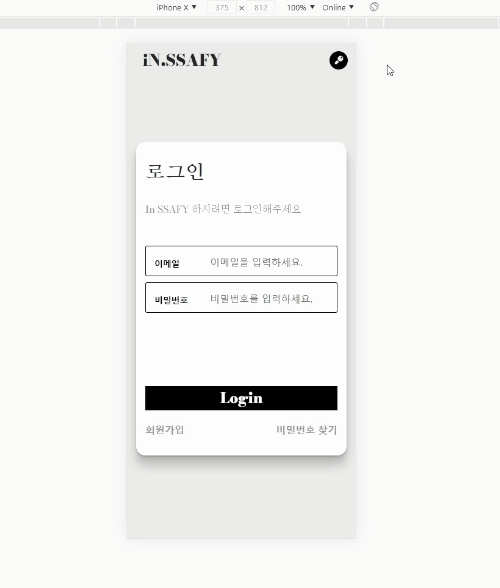 iPhone X ▼ 375 × 812 100% ▼ Online ▼
iN.SSAFY
로그인
In SSAFY 하시려면 로그인해주세요
이메일 이메일을 입력하세요.
비밀번호 비밀번호를 입력하세요.
Login
회원가입 비밀번호 찾기